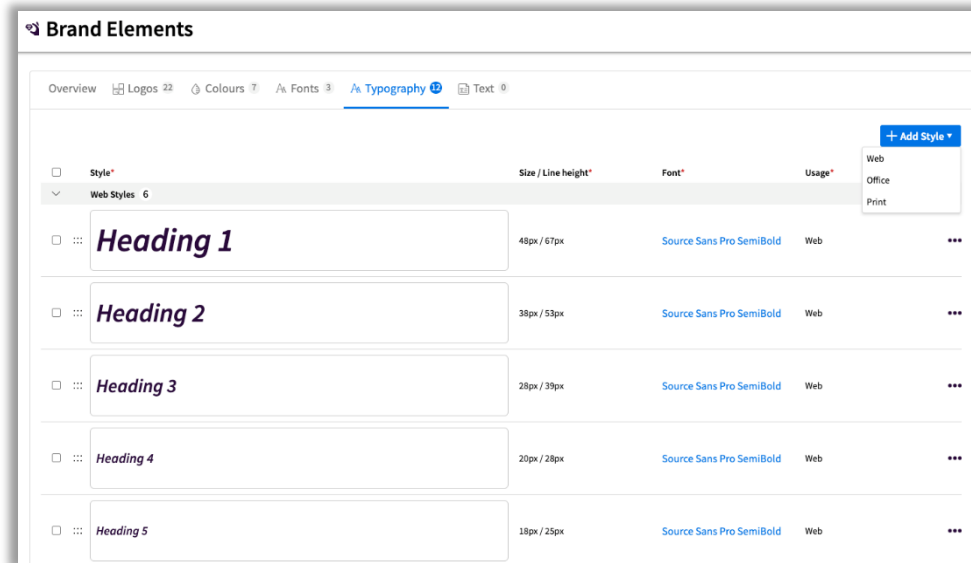 Brand Elements
Overview Logos 22 Colours 7 Fonts 3 Typography 12 Text 0
+ Add Style
Web
Office
Print
Style* Size / Line height* Font* Usage*
Web Styles 6
Heading 1 48px / 67px Source Sans Pro SemiBold Web
Heading 2 38px / 53px Source Sans Pro SemiBold Web
Heading 3 28px / 39px Source Sans Pro SemiBold Web
Heading 4 20px / 28px Source Sans Pro SemiBold Web
Heading 5 18px / 25px Source Sans Pro SemiBold Web